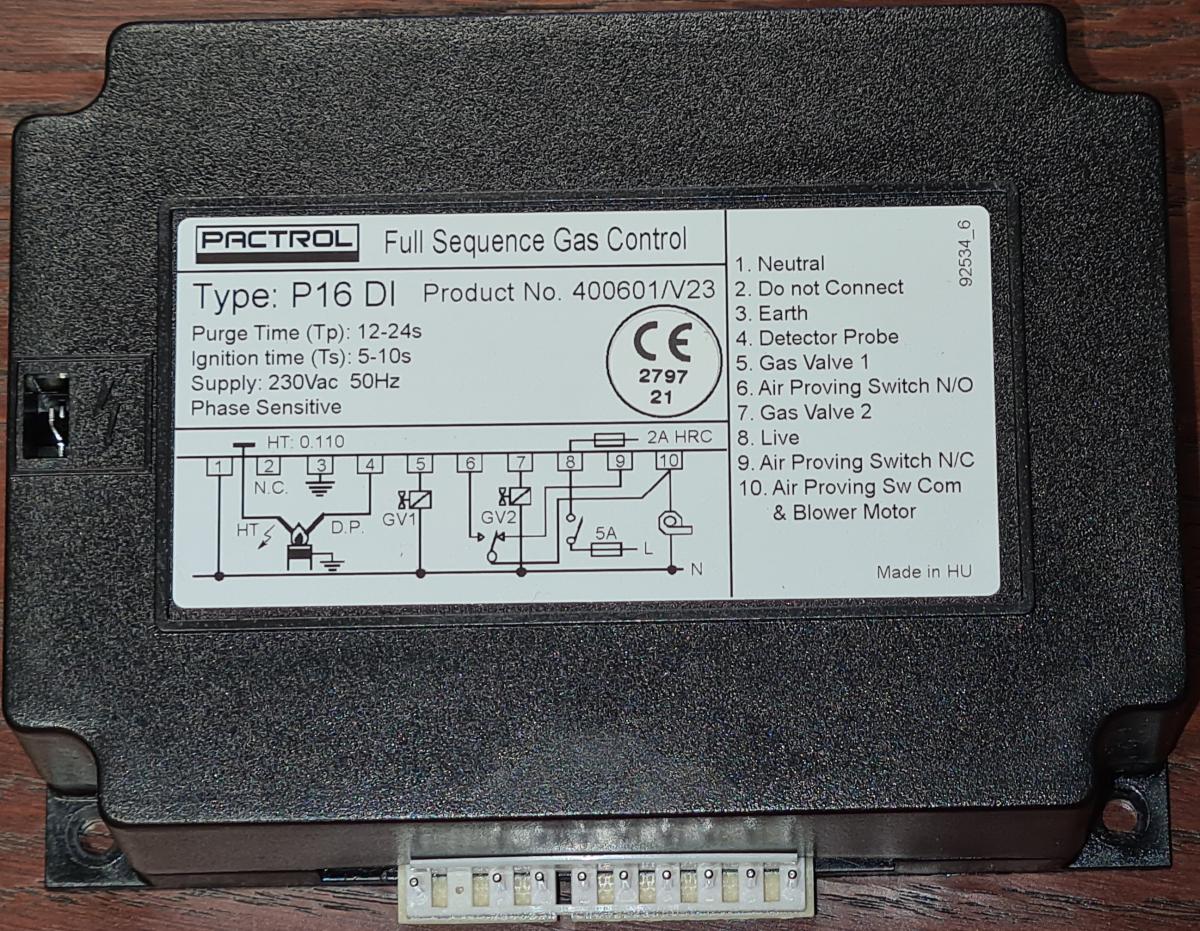 PACTROL
Full Sequence Gas Control
Type: P16 DI Product No. 400601/V23
Purge Time (Tp): 12-24s
Ignition time (Ts): 5-10s
Supply: 230Vac 50Hz
Phase Sensitive
CE
2797
21
HT: 0.110
2A HRC
1 2 3 4 5 6 7 8 9 10
N.C.
HT
D.P.
GV1
GV2
5A
L
N
1. Neutral
2. Do not Connect
3. Earth
4. Detector Probe
5. Gas Valve 1
6. Air Proving Switch N/O
7. Gas Valve 2
8. Live
9. Air Proving Switch N/C
10. Air Proving Sw Com
& Blower Motor
Made in HU
92534_6